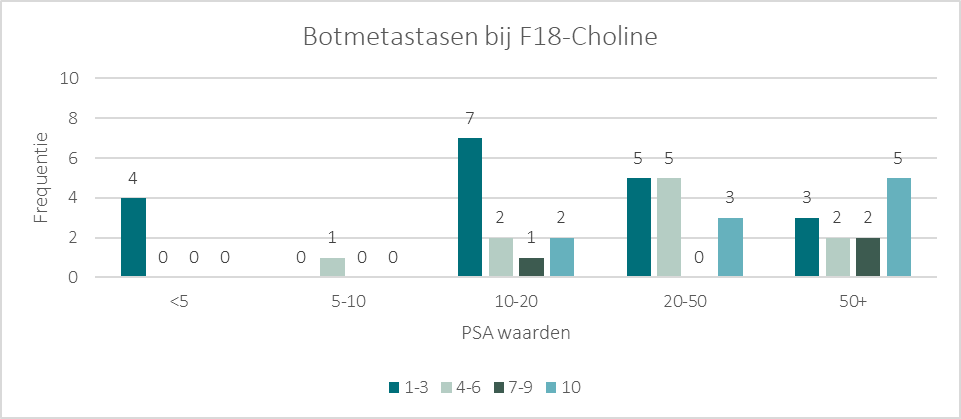 Botmetastasen bij F18-Choline
10
8
6
4
2
0
Frequentie
4 0 0 0
0 1 0 0
7 2 1 2
5 5 0 3
3 2 2 5
<5 5-10 10-20 20-50 50+
PSA waarden
1-3 4-6 7-9 10